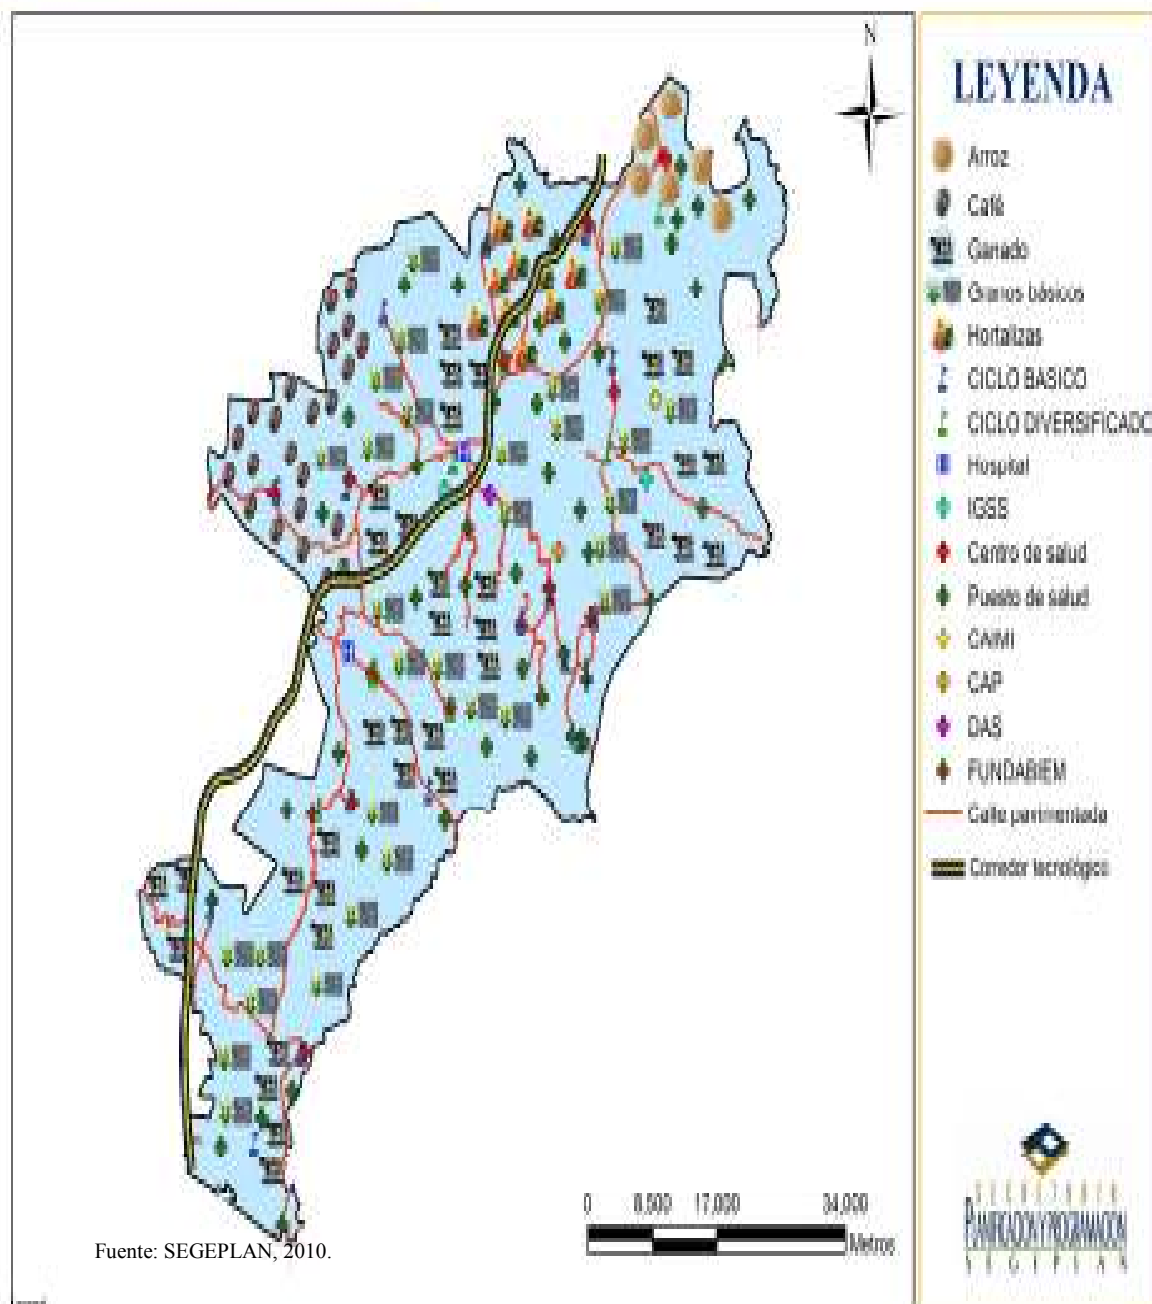 N
LEYENDA
Arroz
Café
Ganado
Granos básicos
Hortalizas
CICLO BASICO
CICLO DIVERSIFICADO
Hospital
IGSS
Centro de salud
Puesto de salud
CAIMI
CAP
DAS
FUNDABIEM
Calle pavimentada
Corredor tecnológico
0 8,500 17,000 34,000
Metros
Fuente: SEGEPLAN, 2010.
PLANIFICACION Y PROGRAMACION
S E G E P L A N